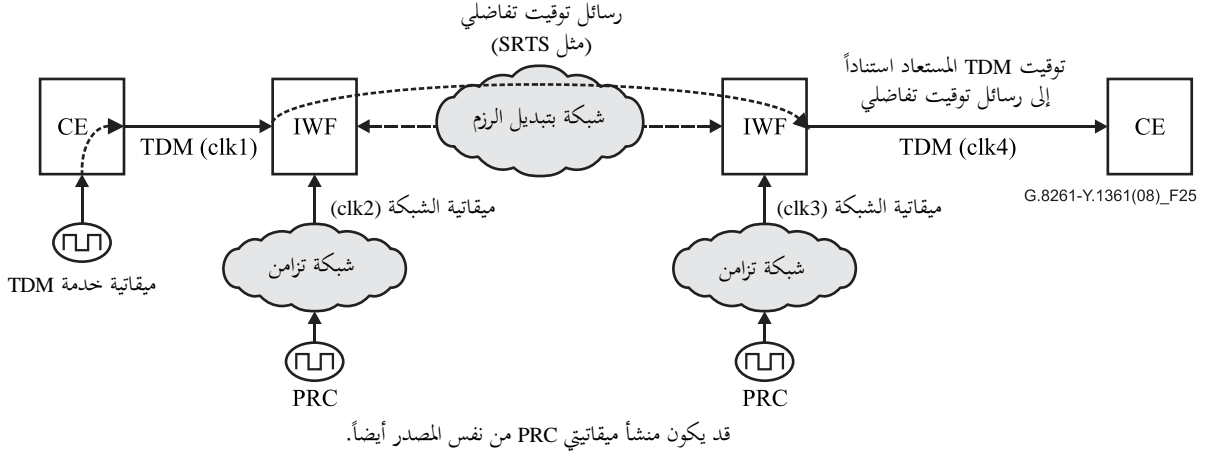 رسائل توقيت تفاضلي
(مثل SRTS)
توقيت TDM المستعاد استناداً
إلى رسائل توقيت تفاضلي
CE
IWF
شبكة بتبديل الرزم
IWF
CE
TDM (clk1)
TDM (clk4)
G.8261-Y.1361(08)_F25
ميقاتية الشبكة (clk2)
ميقاتية الشبكة (clk3)
شبكة تزامن
شبكة تزامن
ميقاتية خدمة TDM
PRC
PRC
قد يكون منشأ ميقاتيتي PRC من نفس المصدر أيضاً.